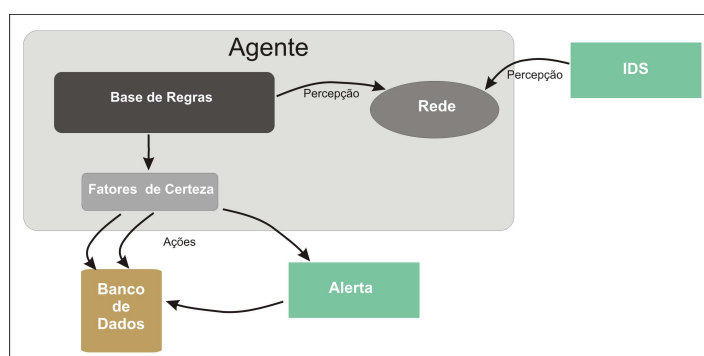 Agente
Base de Regras
Percepção
Rede
Percepção
IDS
Fatores de Certeza
Ações
Banco
de
Dados
Alerta